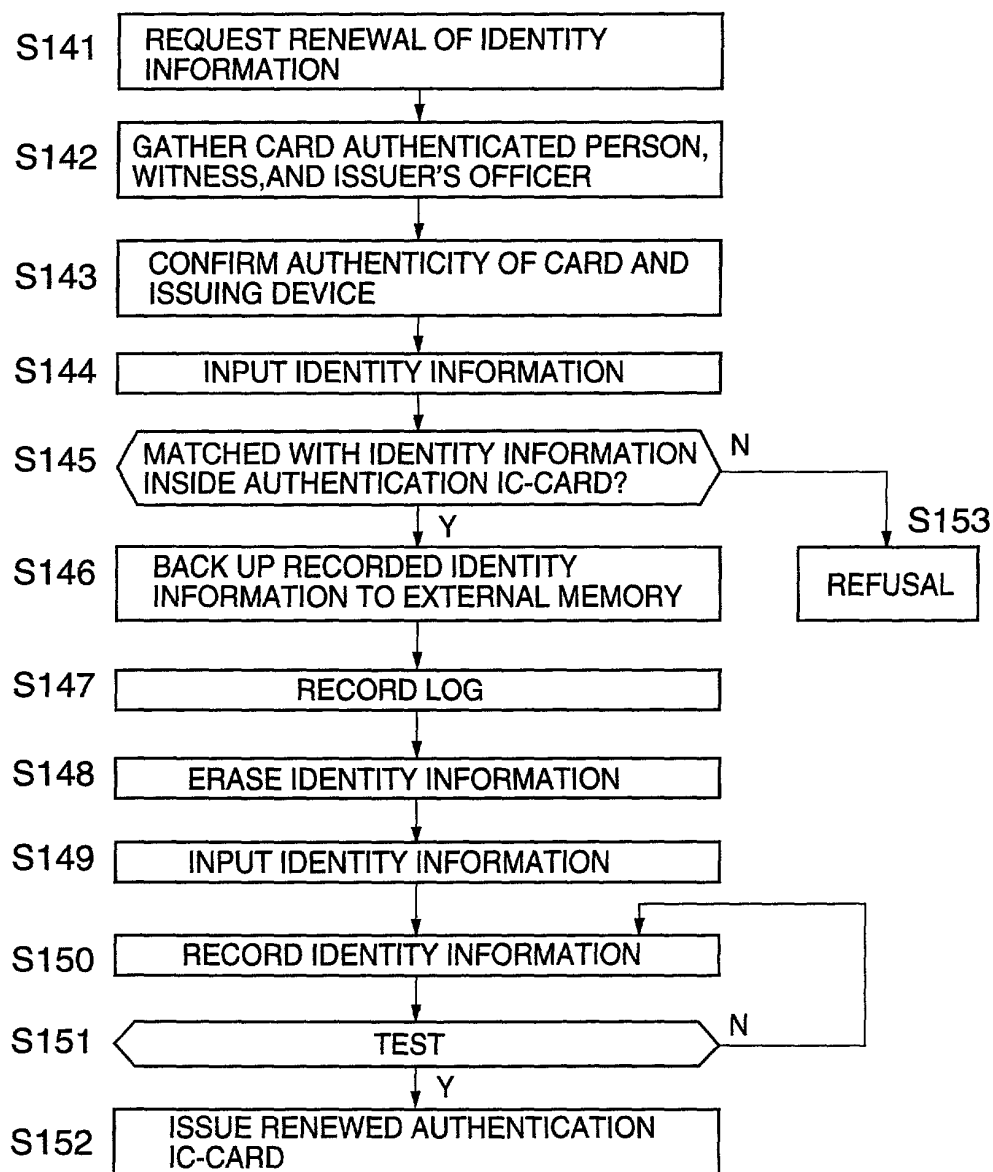 S141
REQUEST RENEWAL OF IDENTITY
INFORMATION
S142
GATHER CARD AUTHENTICATED PERSON,
WITNESS,AND ISSUER'S OFFICER
S143
CONFIRM AUTHENTICITY OF CARD AND
ISSUING DEVICE
S144
INPUT IDENTITY INFORMATION
S145
MATCHED WITH IDENTITY INFORMATION
INSIDE AUTHENTICATION IC-CARD?
N
Y
S153
REFUSAL
S146
BACK UP RECORDED IDENTITY
INFORMATION TO EXTERNAL MEMORY
S147
RECORD LOG
S148
ERASE IDENTITY INFORMATION
S149
INPUT IDENTITY INFORMATION
S150
RECORD IDENTITY INFORMATION
S151
TEST
N
Y
S152
ISSUE RENEWED AUTHENTICATION
IC-CARD